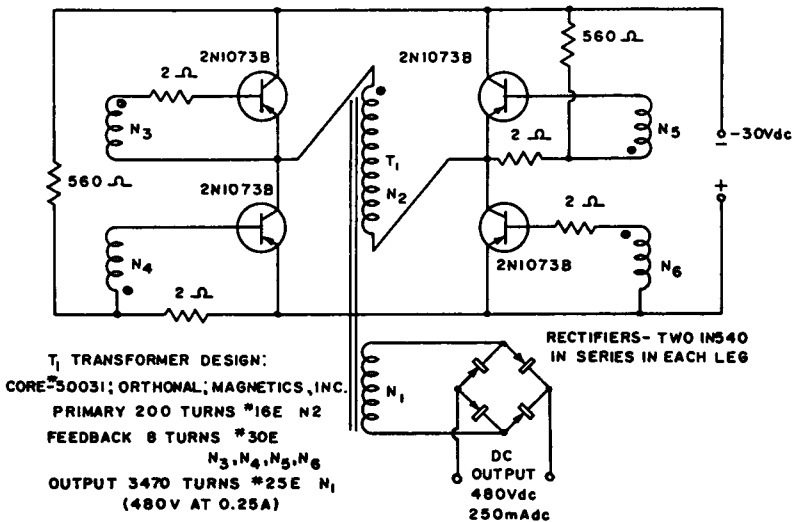 2N1073B
2N1073B
560 Ω
2 Ω
N3
N5
-30Vdc
−
T1
2 Ω
+
560 Ω
2N1073B
N2
2 Ω
N4
2N1073B
N6
2 Ω
RECTIFIERS- TWO IN540
IN SERIES IN EACH LEG
T1 TRANSFORMER DESIGN:
CORE-#50031; ORTHONAL; MAGNETICS, INC.
PRIMARY 200 TURNS #16E N2
FEEDBACK 8 TURNS #30E
N3, N4, N5, N6
OUTPUT 3470 TURNS #25E N1
(480V AT 0.25A)
N1
DC
OUTPUT
480Vdc
250mAdc